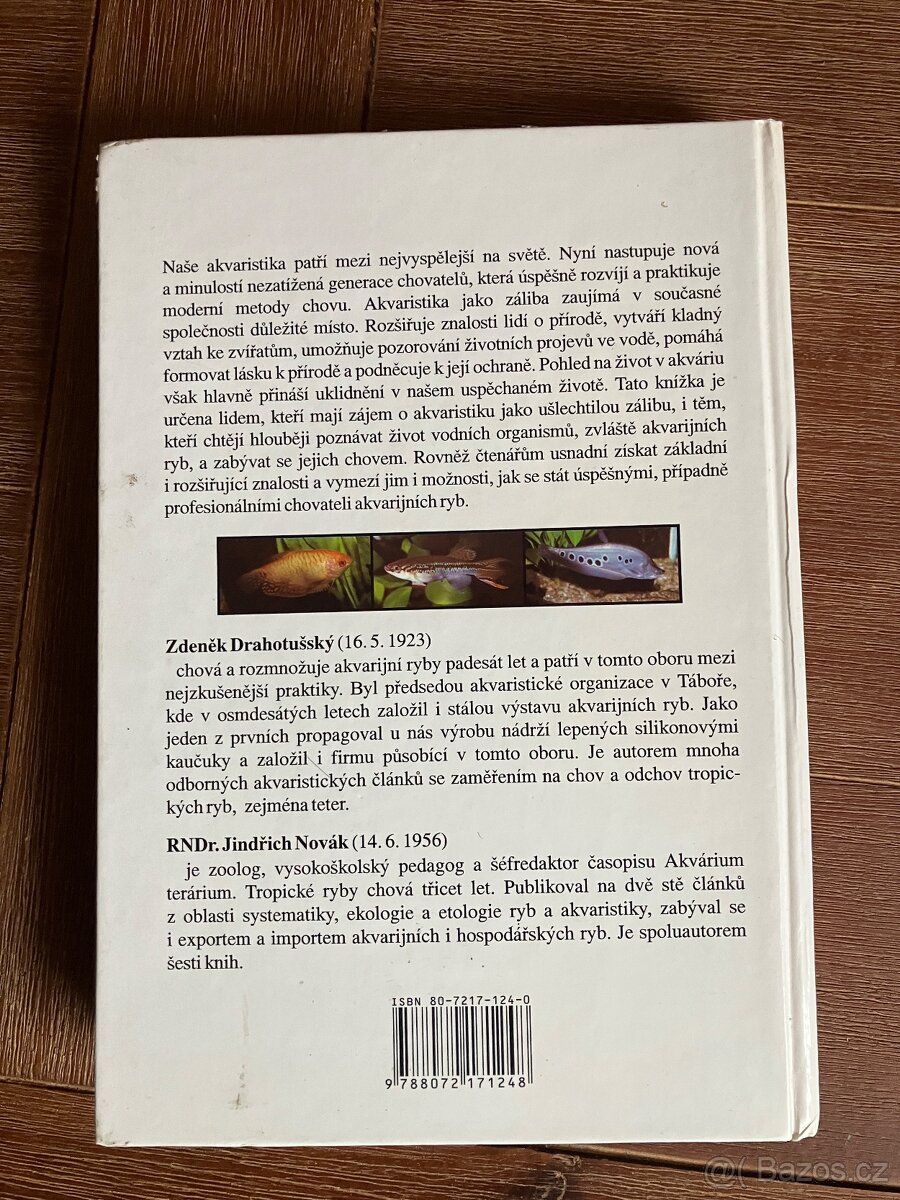 Naše akvaristika patří mezi nejvyspělejší na světě. Nyní nastupuje nová
a minulostí nezatížená generace chovatelů, která úspěšně rozvíjí a praktikuje
moderní metody chovu. Akvaristika jako záliba zaujímá v současné
společnosti důležité místo. Rozšiřuje znalosti lidí o přírodě, vytváří kladný
vztah ke zvířatům, umožňuje pozorování životních projevů ve vodě, pomáhá
formovat lásku k přírodě a podněcuje k její ochraně. Pohled na život v akváriu
však hlavně přináší uklidnění v našem uspěchaném životě. Tato knížka je
určena lidem, kteří mají zájem o akvaristiku jako ušlechtilou zálibu, i těm,
kteří chtějí hlouběji poznávat život vodních organismů, zvláště akvarijních
ryb, a zabývat se jejich chovem. Rovněž čtenářům usnadní získat základní
i rozšiřující znalosti a vymezí jim i možnosti, jak se stát úspěšnými, případně
profesionálními chovateli akvarijních ryb.
Zdeněk Drahotušský (16. 5. 1923)
chová a rozmnožuje akvarijní ryby padesát let a patří v tomto oboru mezi
nejzkušenější praktiky. Byl předsedou akvaristické organizace v Táboře,
kde v osmdesátých letech založil i stálou výstavu akvarijních ryb. Jako
jeden z prvních propagoval u nás výrobu nádrží lepených silikonovými
kaučuky a založil i firmu působící v tomto oboru. Je autorem mnoha
odborných akvaristických článků se zaměřením na chov a odchov tropic-
kých ryb, zejména teter.
RNDr. Jindřich Novák (14. 6. 1956)
je zoolog, vysokoškolský pedagog a šéfredaktor časopisu Akvárium
terárium. Tropické ryby chová třicet let. Publikoval na dvě stě článků
z oblasti systematiky, ekologie a etologie ryb a akvaristiky, zabýval se
i exportem a importem akvarijních i hospodářských ryb. Je spoluautorem
šesti knih.
ISBN 80-7217-124-0
9 788072 171248
@( Bazos.cz